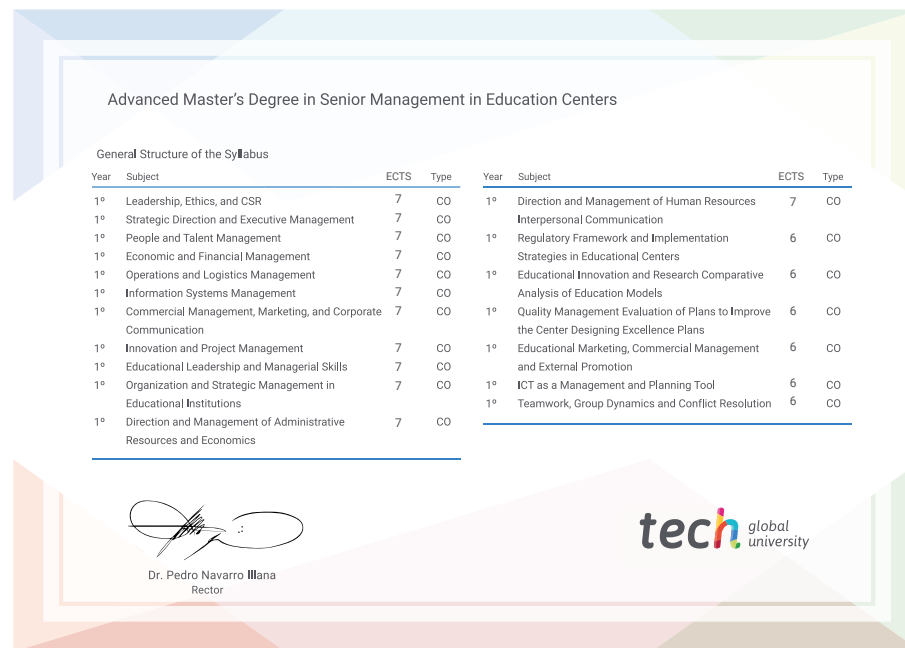 Advanced Master's Degree in Senior Management in Education Centers
General Structure of the Syllabus
Year Subject ECTS Type
1º Leadership, Ethics, and CSR 7 CO
1º Strategic Direction and Executive Management 7 CO
1º People and Talent Management 7 CO
1º Economic and Financial Management 7 CO
1º Operations and Logistics Management 7 CO
1º Information Systems Management 7 CO
1º Commercial Management, Marketing, and Corporate 7 CO
Communication
1º Innovation and Project Management 7 CO
1º Educational Leadership and Managerial Skills 7 CO
1º Organization and Strategic Management in 7 CO
Educational Institutions
1º Direction and Management of Administrative 7 CO
Resources and Economics
Year Subject ECTS Type
1º Direction and Management of Human Resources 7 CO
Interpersonal Communication
1º Regulatory Framework and Implementation 6 CO
Strategies in Educational Centers
1º Educational Innovation and Research Comparative 6 CO
Analysis of Education Models
1º Quality Management Evaluation of Plans to Improve 6 CO
the Center Designing Excellence Plans
1º Educational Marketing, Commercial Management 6 CO
and External Promotion
1º ICT as a Management and Planning Tool 6 CO
1º Teamwork, Group Dynamics and Conflict Resolution 6 CO
Dr. Pedro Navarro Illana
Rector
tech global
university